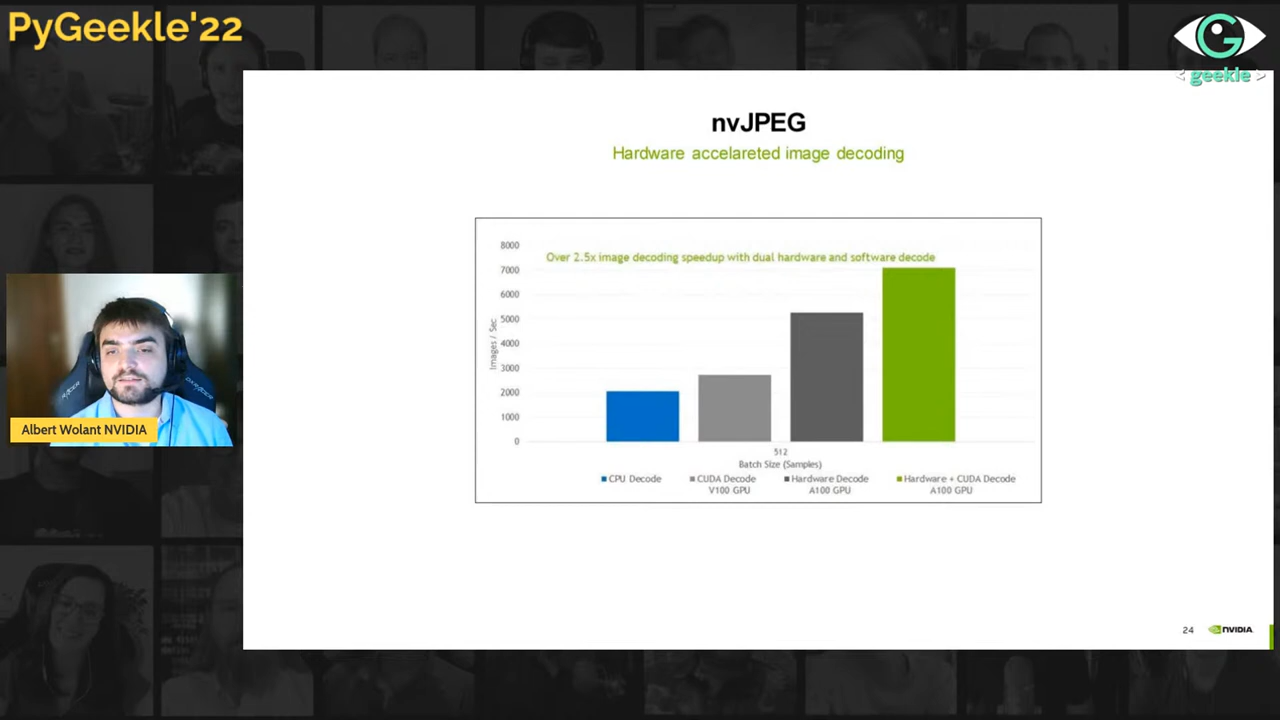 PyGeekle'22
< geekle >
nvJPEG
Hardware accelareted image decoding
Over 2.5x image decoding speedup with dual hardware and software decode
8000
7000
6000
5000
4000
3000
2000
1000
0
Images / Sec
512
Batch Size (Samples)
CPU Decode
CUDA Decode
V100 GPU
Hardware Decode
A100 GPU
Hardware + CUDA Decode
A100 GPU
Albert Wolant NVIDIA
24
NVIDIA